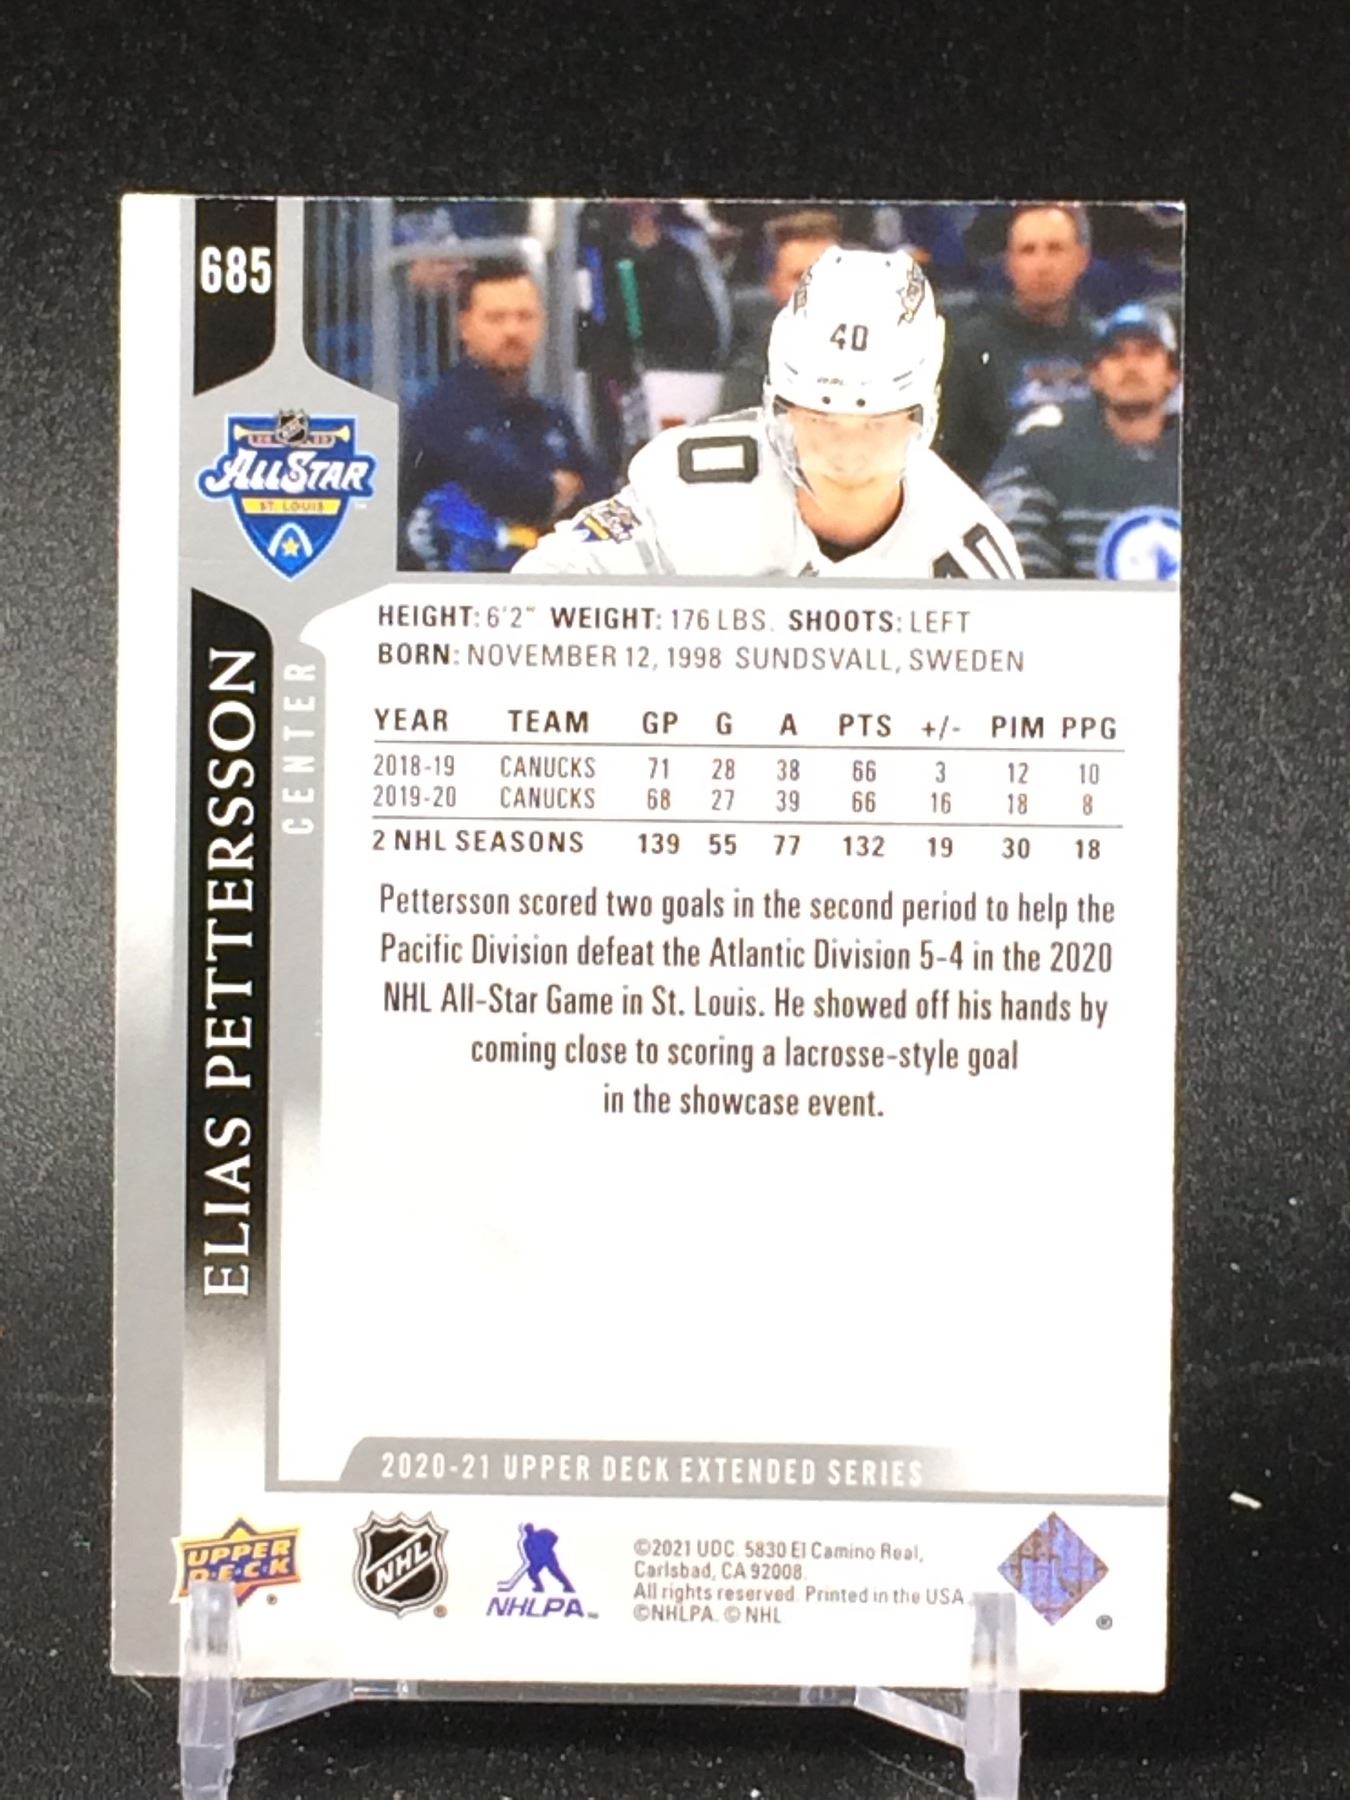 685
40
0
40
NHL
ALL STAR
ST. LOUIS
ELIAS PETTERSSON
CENTER
HEIGHT: 6'2" WEIGHT: 176 LBS. SHOOTS: LEFT
BORN: NOVEMBER 12, 1998 SUNDSVALL, SWEDEN
YEAR TEAM GP G A PTS +/- PIM PPG
2018-19 CANUCKS 71 28 38 66 3 12 10
2019-20 CANUCKS 68 27 39 66 16 18 8
2 NHL SEASONS 139 55 77 132 19 30 18
Pettersson scored two goals in the second period to help the
Pacific Division defeat the Atlantic Division 5-4 in the 2020
NHL All-Star Game in St. Louis. He showed off his hands by
coming close to scoring a lacrosse-style goal
in the showcase event.
2020-21 UPPER DECK EXTENDED SERIES
UPPER
D•E•C•K
®
NHL
®
NHLPA™
©2021 UDC. 5830 El Camino Real,
Carlsbad, CA 92008.
All rights reserved. Printed in the USA.
©NHLPA. © NHL
®